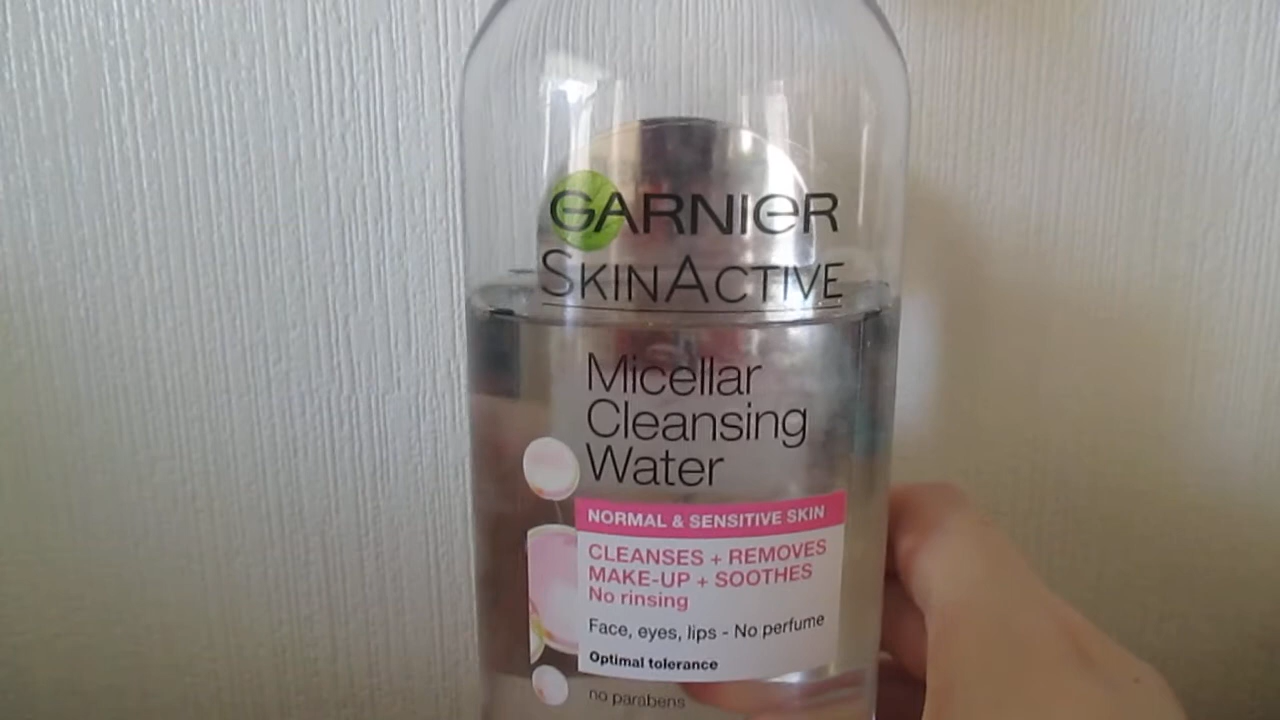 GARNIER
SKINACTIVE
Micellar
Cleansing
Water
NORMAL & SENSITIVE SKIN
CLEANSES + REMOVES
MAKE-UP + SOOTHES
No rinsing
Face, eyes, lips - No perfume
Optimal tolerance
no parabens